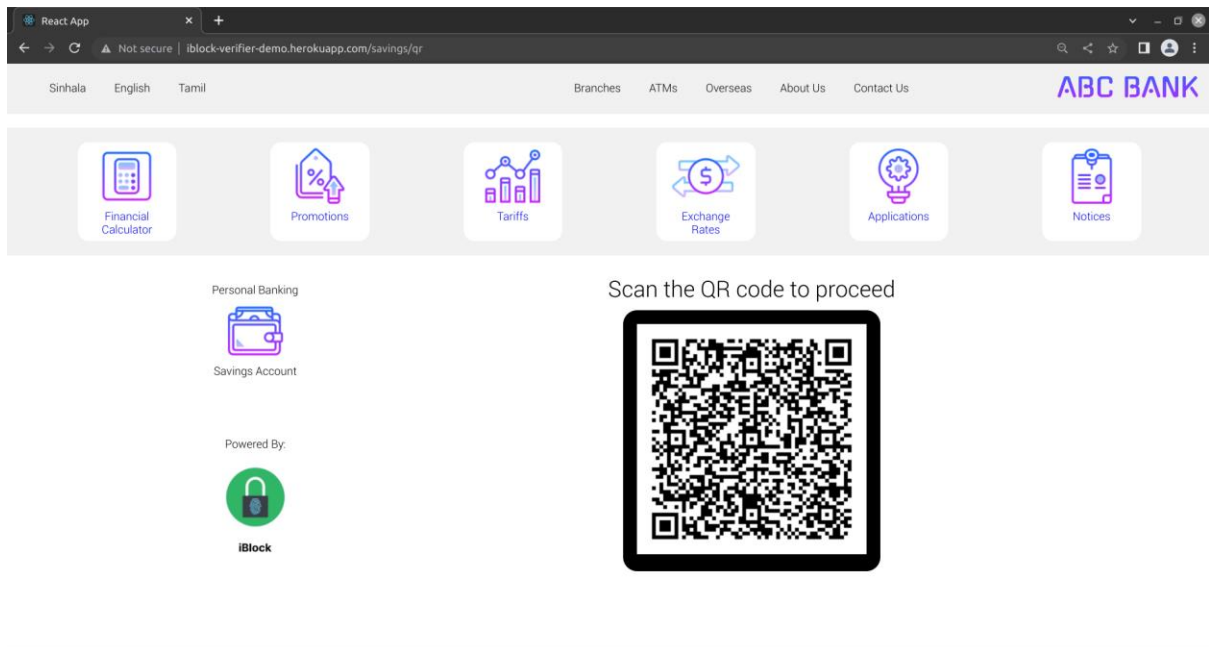 React App
Not secure | iblock-verifier-demo.herokuapp.com/savings/qr
Sinhala English Tamil Branches ATMs Overseas About Us Contact Us ABC BANK
Financial
Calculator
Promotions
Tariffs
Exchange
Rates
Applications
Notices
Personal Banking
Savings Account
Powered By:
iBlock
Scan the QR code to proceed